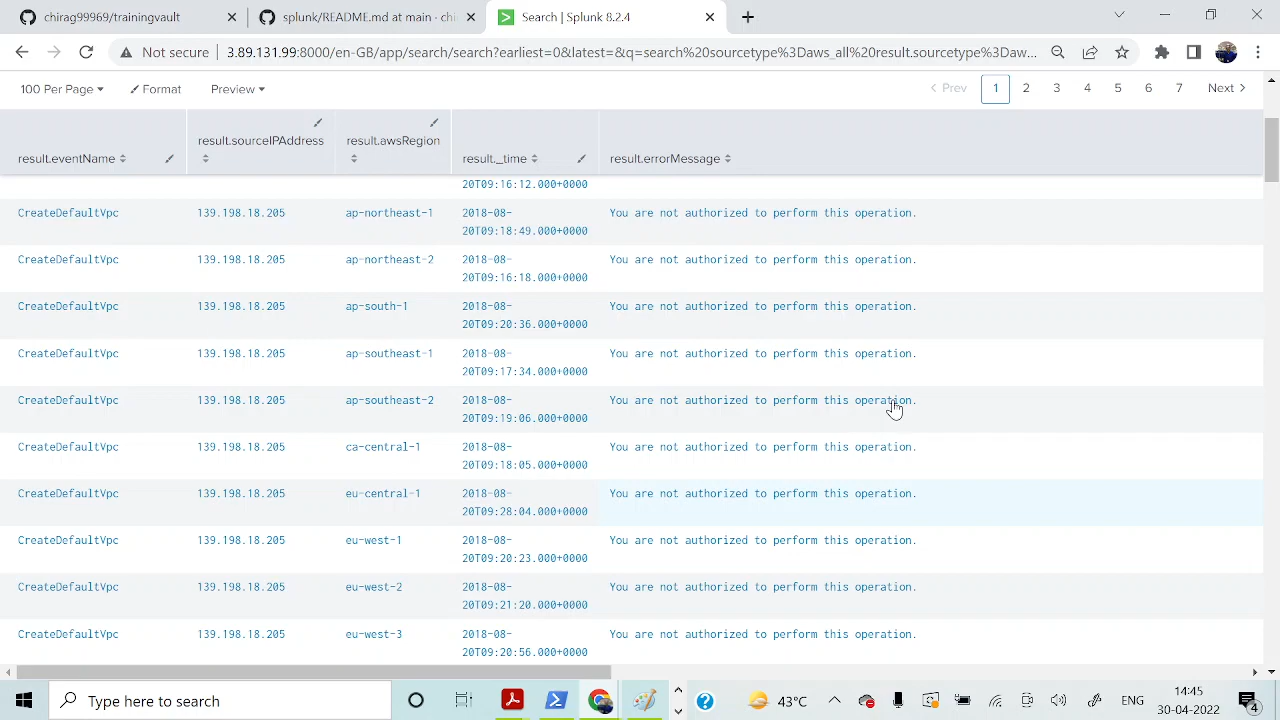 chirag99969/trainingvault
splunk/README.md at main · chi
Search | Splunk 8.2.4
Not secure
3.89.131.99:8000/en-GB/app/search/search?earliest=0&latest=&q=search%20sourcetype%3Daws_all%20result.sourcetype%3Daw...
100 Per Page
Format
Preview
Prev 1 2 3 4 5 6 7 Next
result.eventName
result.sourceIPAddress
result.awsRegion
result._time
result.errorMessage
20T09:16:12.000+0000
CreateDefaultVpc 139.198.18.205 ap-northeast-1 2018-08- You are not authorized to perform this operation.
20T09:18:49.000+0000
CreateDefaultVpc 139.198.18.205 ap-northeast-2 2018-08- You are not authorized to perform this operation.
20T09:16:18.000+0000
CreateDefaultVpc 139.198.18.205 ap-south-1 2018-08- You are not authorized to perform this operation.
20T09:20:36.000+0000
CreateDefaultVpc 139.198.18.205 ap-southeast-1 2018-08- You are not authorized to perform this operation.
20T09:17:34.000+0000
CreateDefaultVpc 139.198.18.205 ap-southeast-2 2018-08- You are not authorized to perform this operation.
20T09:19:06.000+0000
CreateDefaultVpc 139.198.18.205 ca-central-1 2018-08- You are not authorized to perform this operation.
20T09:18:05.000+0000
CreateDefaultVpc 139.198.18.205 eu-central-1 2018-08- You are not authorized to perform this operation.
20T09:28:04.000+0000
CreateDefaultVpc 139.198.18.205 eu-west-1 2018-08- You are not authorized to perform this operation.
20T09:20:23.000+0000
CreateDefaultVpc 139.198.18.205 eu-west-2 2018-08- You are not authorized to perform this operation.
20T09:21:20.000+0000
CreateDefaultVpc 139.198.18.205 eu-west-3 2018-08- You are not authorized to perform this operation.
20T09:20:56.000+0000
Type here to search
43°C
ENG
14:45
30-04-2022
4